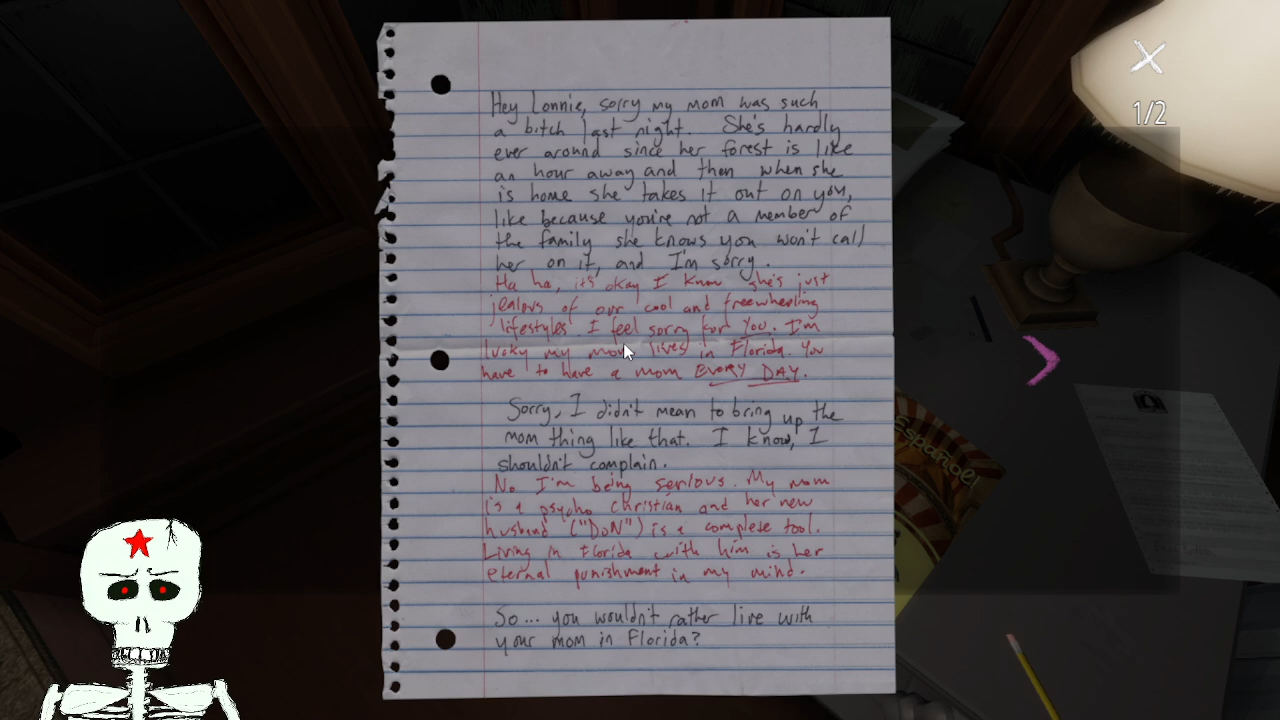 1/2
Hey Lonnie, sorry my mom was such
a bitch last night. She's hardly
ever around since her forest is like
an hour away and then when she
is home she takes it out on you,
like because you're not a member of
the family she knows you won't call
her on it, and I'm sorry.
Ha ha, it's okay I know she's just
jealous of our cool and freewheeling
lifestyles. I feel sorry for you. I'm
lucky my mom lives in Florida. You
have to have a mom EVERY DAY.
Sorry, I didn't mean to bring up the
mom thing like that. I know, I
shouldn't complain.
No I'm being serious. My mom
is a psycho Christian and her new
husband ("DON") is a complete tool.
Living in Florida with him is her
eternal punishment in my mind.
So... you wouldn't rather live with
your mom in Florida?
Español